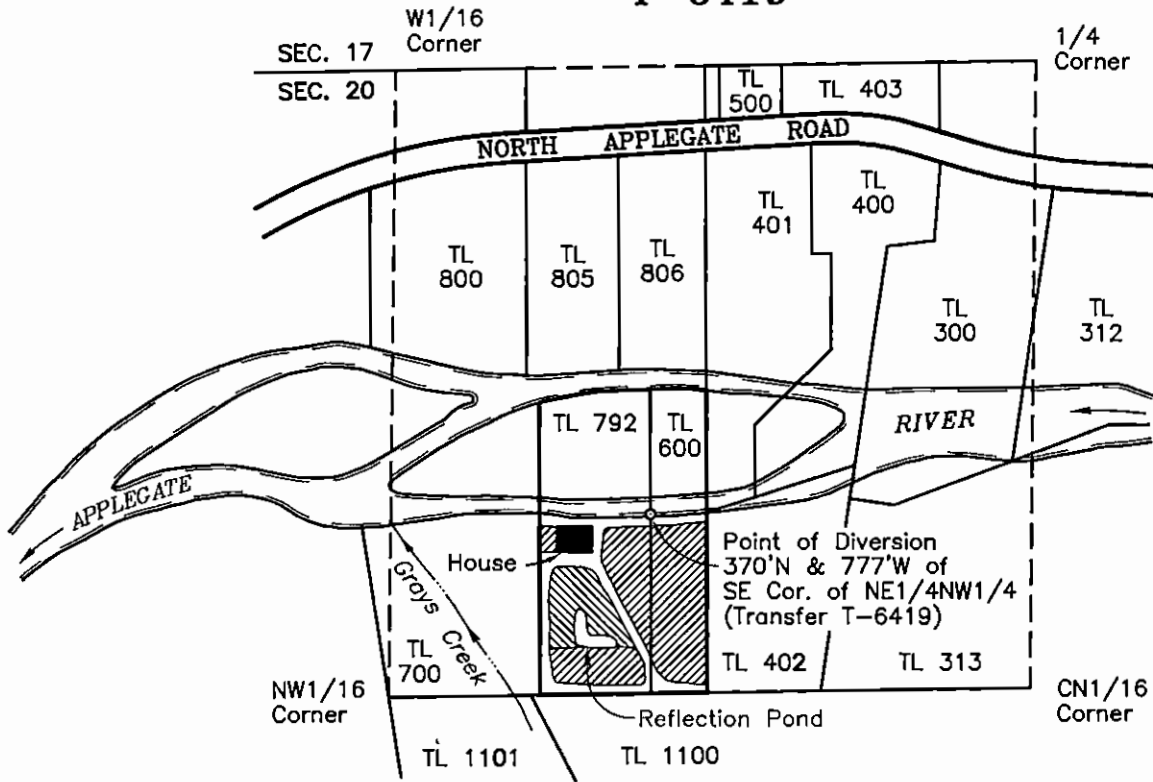 W1/16
Corner
1/4
Corner
SEC. 17
SEC. 20
TL
500
TL 403
NORTH APPLEGATE ROAD
TL
800
TL
805
TL
806
TL
401
TL
400
TL
300
TL
312
TL 792
TL
600
RIVER
APPLEGATE
House
Point of Diversion
370'N & 777'W of
SE Cor. of NE1/4NW1/4
(Transfer T-6419)
Grays Creek
TL
700
TL 402
TL 313
NW1/16
Corner
CN1/16
Corner
Reflection Pond
TL 1101
TL 1100